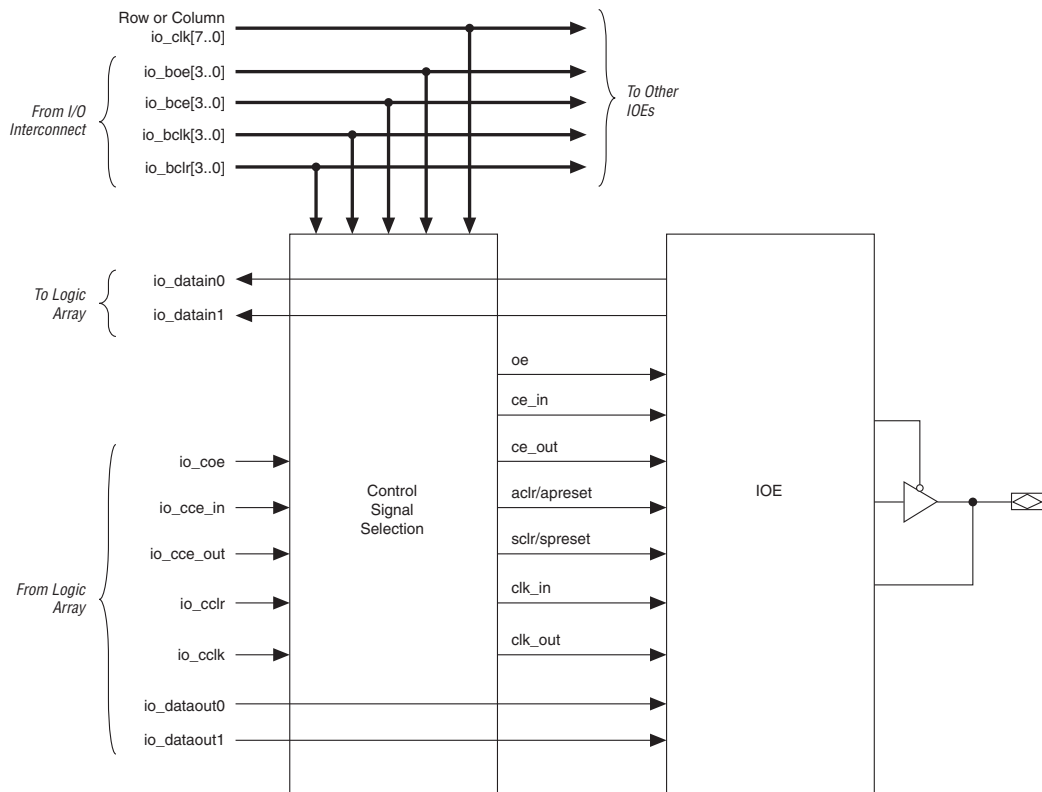 Row or Column
io_clk[7..0]
io_boe[3..0]
From I/O
Interconnect
io_bce[3..0]
io_bclk[3..0]
io_bclr[3..0]
To Other
IOEs
To Logic
Array
io_datain0
io_datain1
oe
ce_in
ce_out
aclr/apreset
sclr/spreset
clk_in
clk_out
From Logic
Array
io_coe
io_cce_in
io_cce_out
io_cclr
io_cclk
io_dataout0
io_dataout1
Control
Signal
Selection
IOE